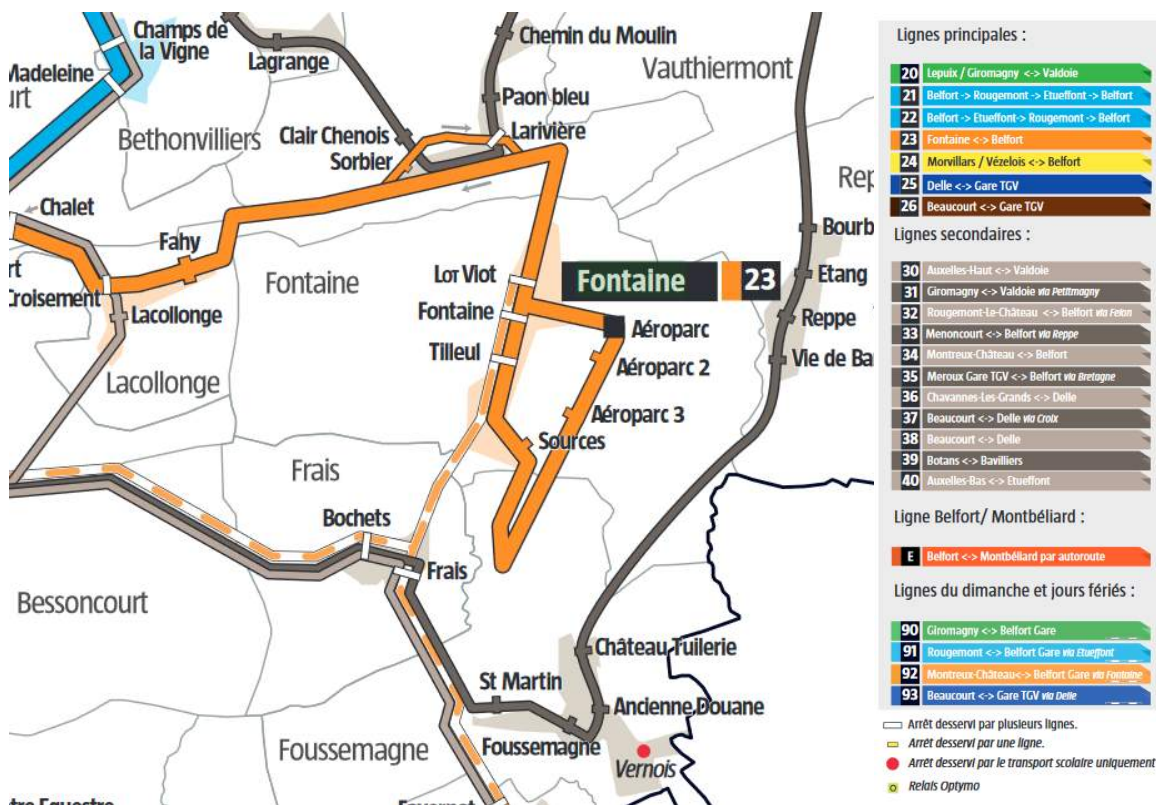 Champs de
la Vigne
Madeleine
Lagrange
Chemin du Moulin
Vauthiermont
Paon bleu
Bethonvilliers
Clair Chenois
Larivière
Sorbier
Chalet
Fahy
Croisement
Lacollonge
Lacollonge
Fontaine
Lor Viot
Fontaine
Tilleul
Fontaine 23
Aéroparc
Aéroparc 2
Aéroparc 3
Sources
Etang
Reppe
Frais
Bochets
Frais
Bessoncourt
Château Tuilerie
St Martin
Ancienne Douane
Foussemagne
Foussemagne
Vernois
Lignes principales :
20 Lepuix / Giromagny <-> Valdoie
21 Belfort -> Rougemont -> Etueffont -> Belfort
22 Belfort -> Etueffont-> Rougemont -> Belfort
23 Fontaine <-> Belfort
24 Morvillars / Vézelois <-> Belfort
25 Delle <-> Gare TGV
26 Beaucourt <-> Gare TGV
Lignes secondaires :
30 Auxelles-Haut <-> Valdoie
31 Giromagny <-> Valdoie via Petitmagny
32 Rougemont-Le-Château <-> Belfort via Felon
33 Menoncourt <-> Belfort via Reppe
34 Montreux-Château <-> Belfort
35 Meroux Gare TGV <-> Belfort via Bretagne
36 Chavannes-Les-Grands <-> Delle
37 Beaucourt <-> Delle via Croix
38 Beaucourt <-> Delle
39 Botans <-> Bavilliers
40 Auxelles-Bas <-> Etueffont
Ligne Belfort/ Montbéliard :
E Belfort <-> Montbéliard par autoroute
Lignes du dimanche et jours fériés :
90 Giromagny <-> Belfort Gare
91 Rougemont <-> Belfort Gare via Etueffont
92 Montreux-Château<-> Belfort Gare via Fontaine
93 Beaucourt <-> Gare TGV via Delle
Arrêt desservi par plusieurs lignes.
Arrêt desservi par une ligne.
Arrêt desservi par le transport scolaire uniquement
Relais Optymo